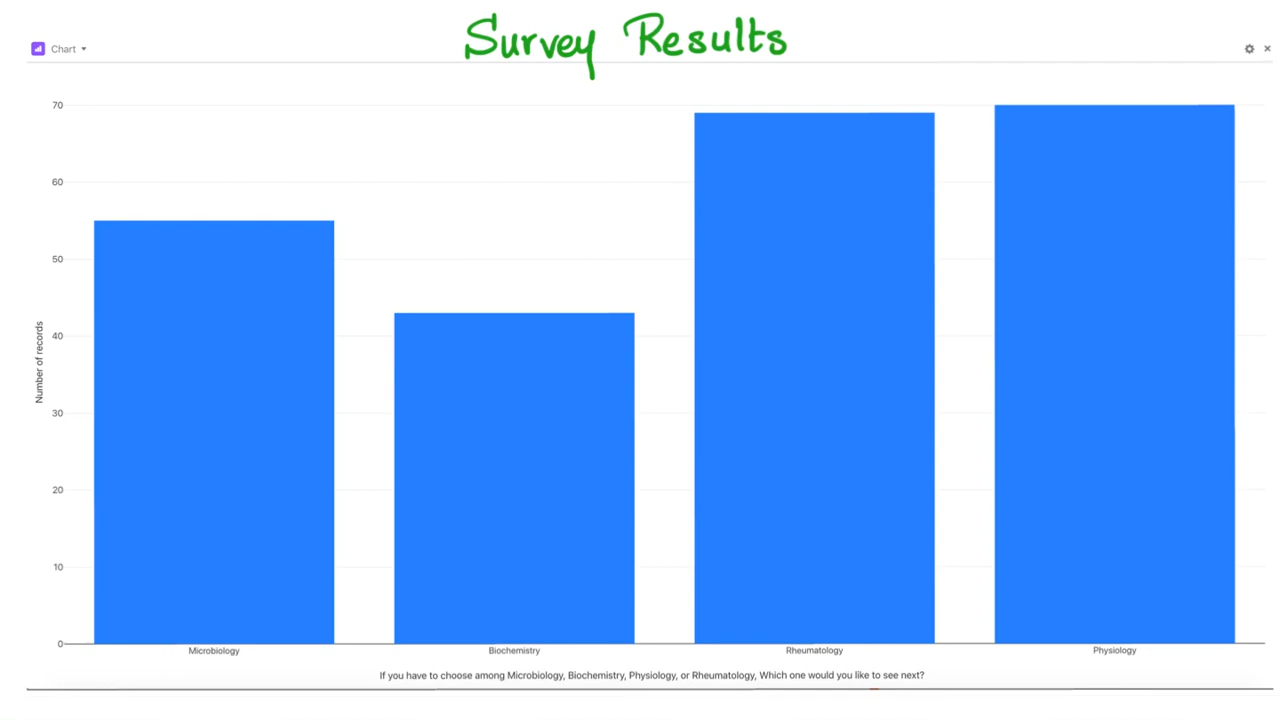 Survey Results
Chart
70
60
50
40
30
20
10
0
Number of records
Microbiology
Biochemistry
Rheumatology
Physiology
If you have to choose among Microbiology, Biochemistry, Physiology, or Rheumatology, Which one would you like to see next?